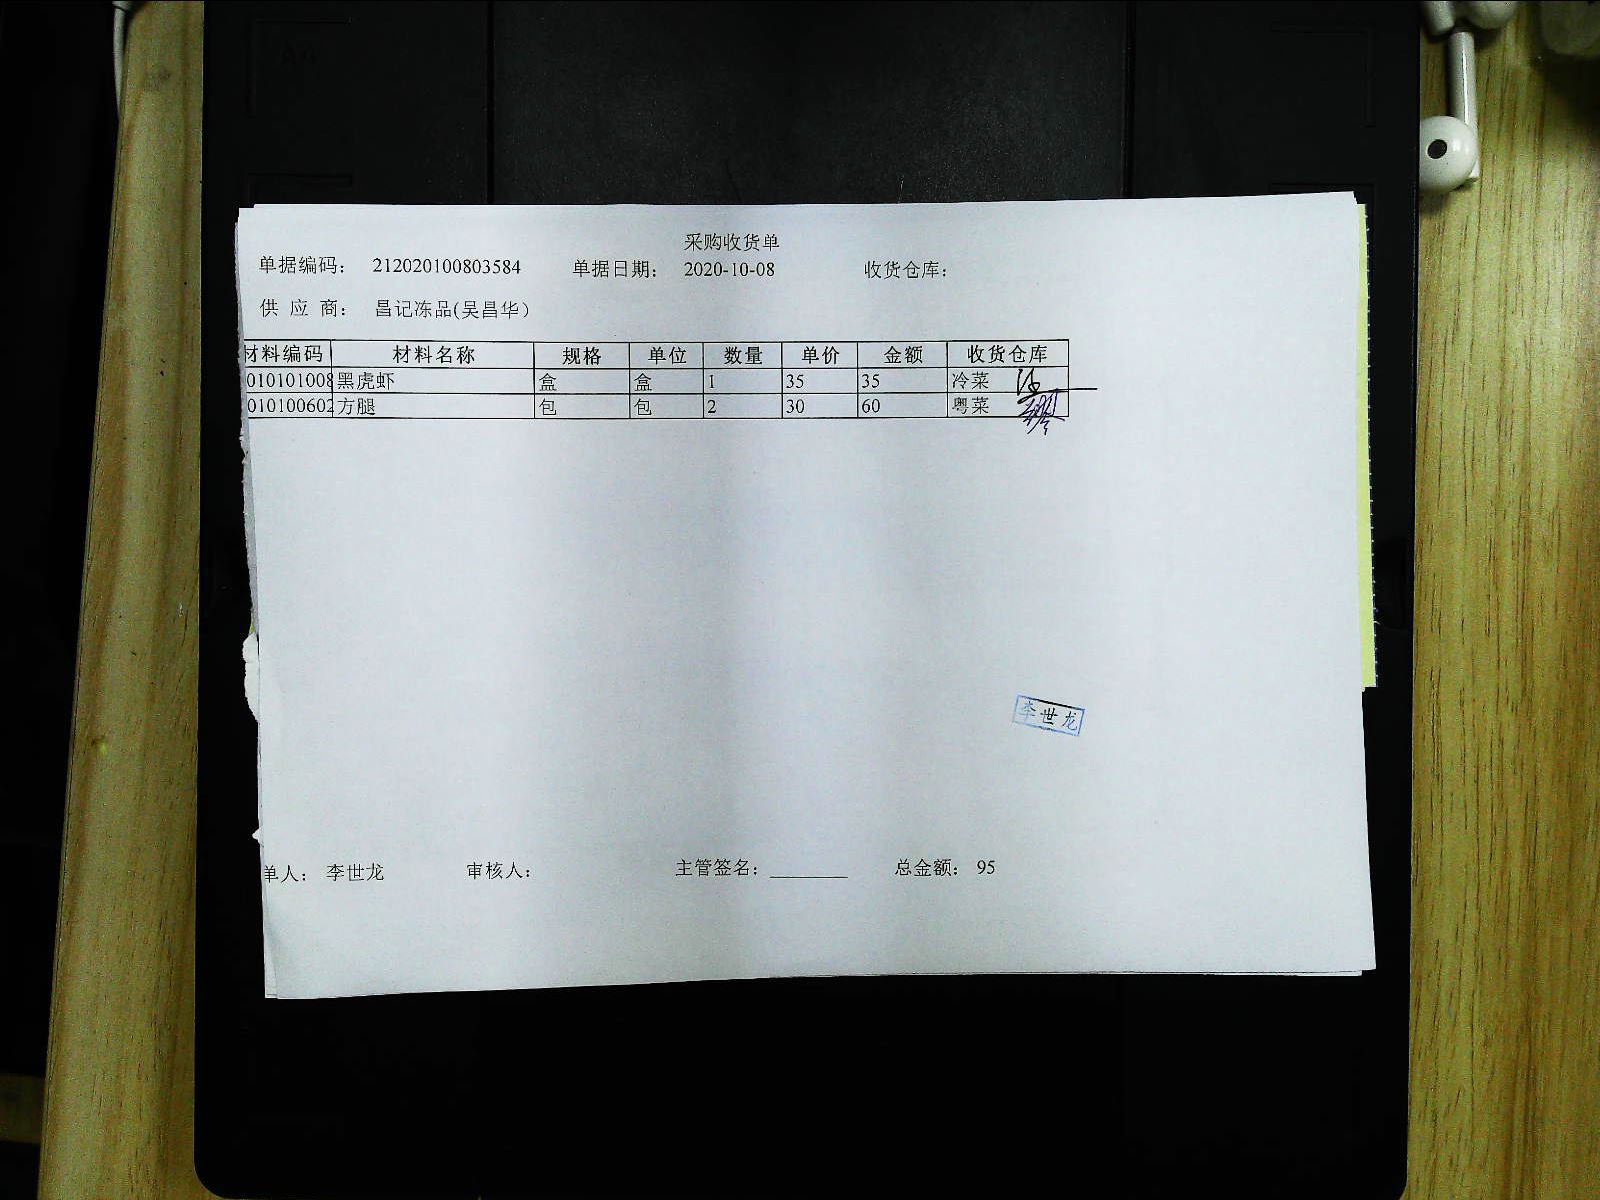 采购收货单
单据编码： 212020100803584 单据日期： 2020-10-08 收货仓库：
供 应 商： 昌记冻品(吴昌华)
材料编码 材料名称 规格 单位 数量 单价 金额 收货仓库
010101008 黑虎虾 盒 盒 1 35 35 冷菜
010100602 方腿 包 包 2 30 60 粤菜
李世龙
单人： 李世龙 审核人： 主管签名： 总金额： 95